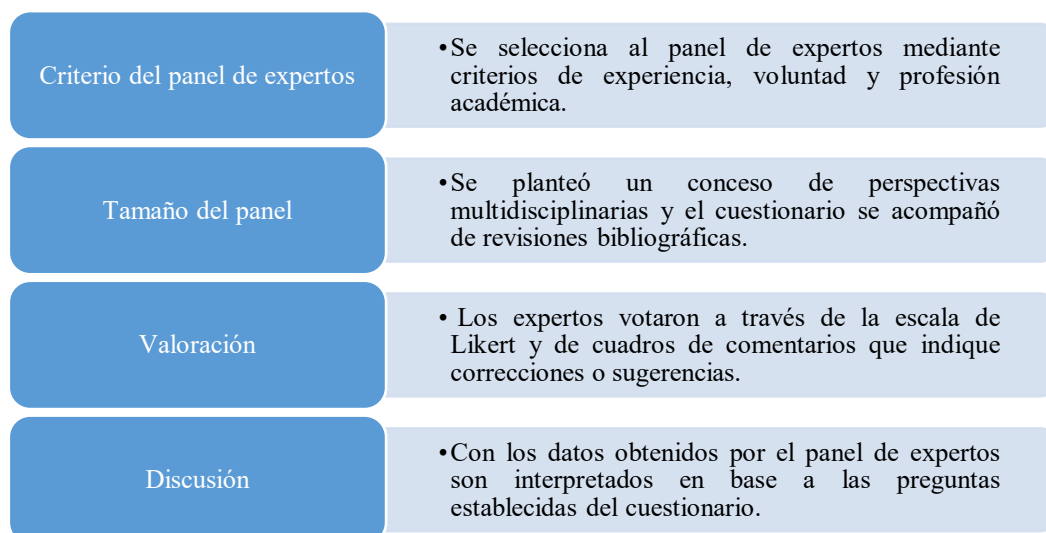 Criterio del panel de expertos
•Se selecciona al panel de expertos mediante
criterios de experiencia, voluntad y profesión
académica.
Tamaño del panel
•Se planteó un conceso de perspectivas
multidisciplinarias y el cuestionario se acompañó
de revisiones bibliográficas.
Valoración
• Los expertos votaron a través de la escala de
Likert y de cuadros de comentarios que indique
correcciones o sugerencias.
Discusión
•Con los datos obtenidos por el panel de expertos
son interpretados en base a las preguntas
establecidas del cuestionario.